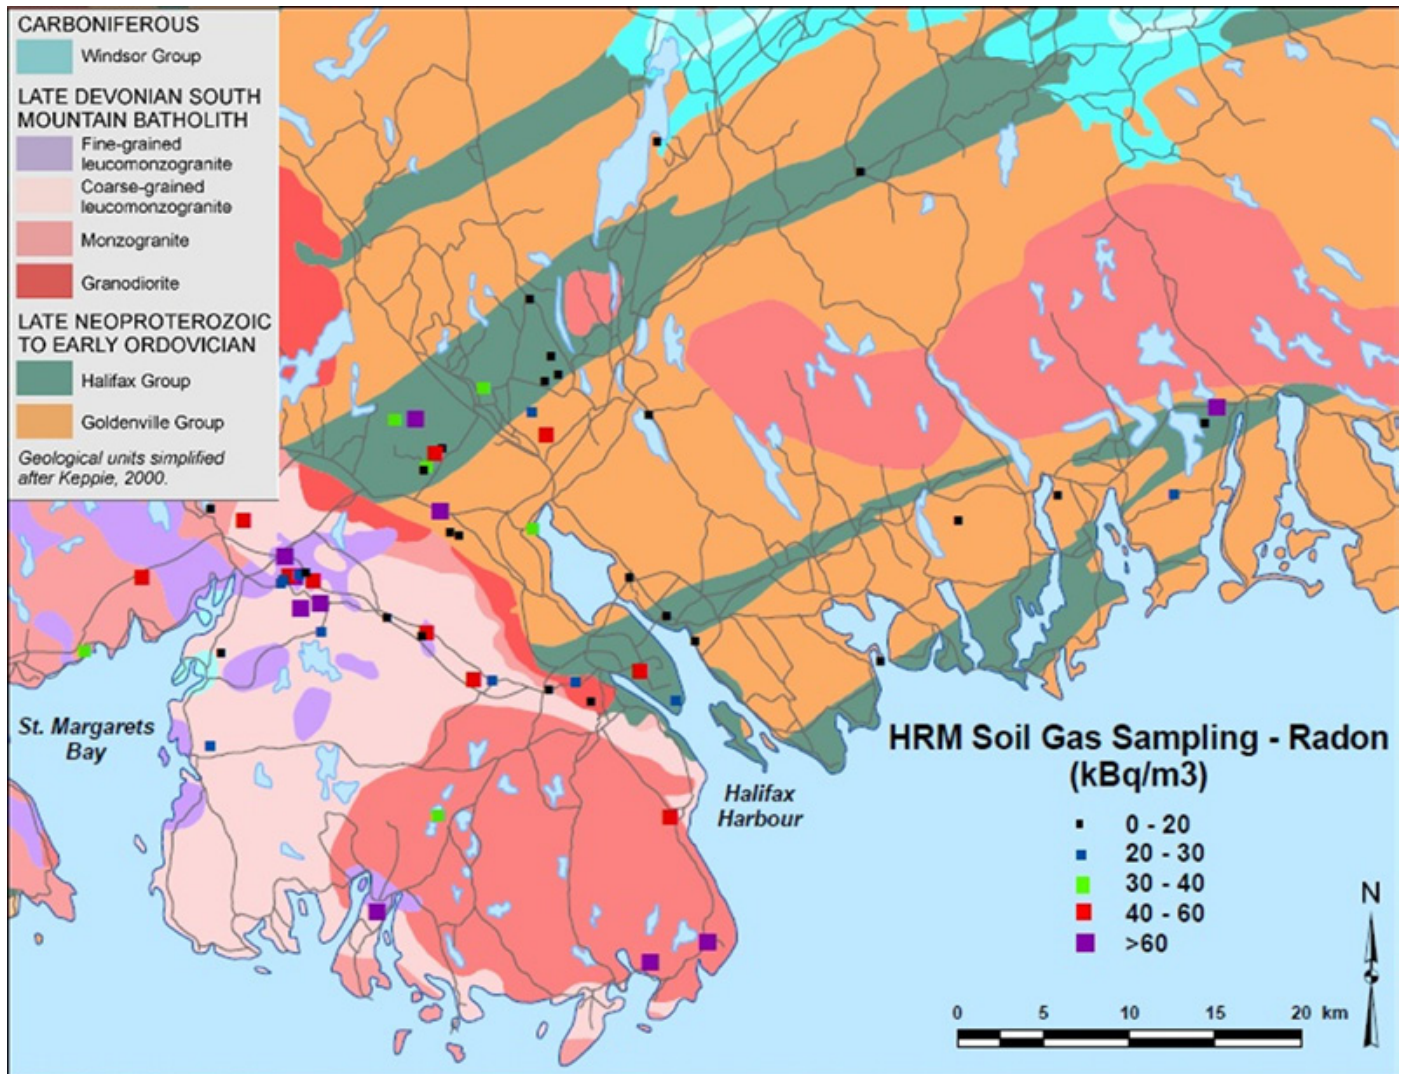 CARBONIFEROUS
Windsor Group
LATE DEVONIAN SOUTH
MOUNTAIN BATHOLITH
Fine-grained
leucomonzogranite
Coarse-grained
leucomonzogranite
Monzogranite
Granodiorite
LATE NEOPROTEROZOIC
TO EARLY ORDOVICIAN
Halifax Group
Goldenville Group
Geological units simplified
after Keppie, 2000.
St. Margarets
Bay
Halifax
Harbour
HRM Soil Gas Sampling - Radon
(kBq/m3)
0 - 20
20 - 30
30 - 40
40 - 60
>60
N
0 5 10 15 20 km